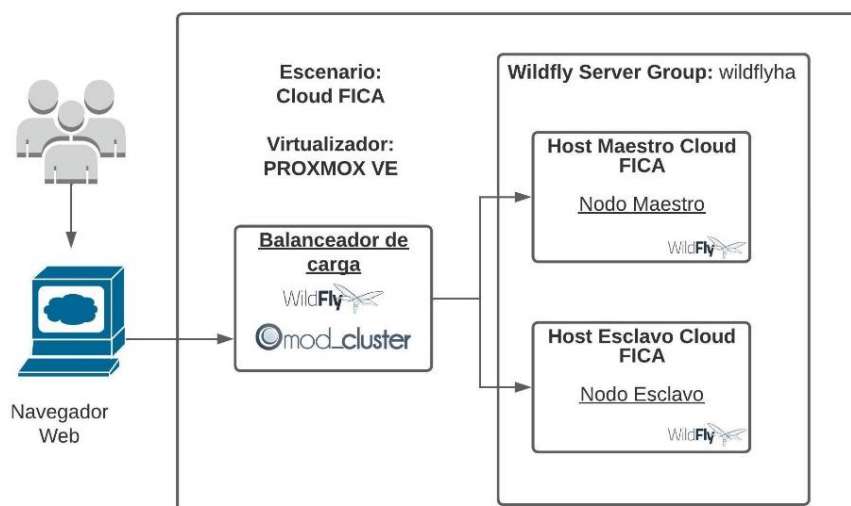 Escenario:
Cloud FICA
Virtualizador:
PROXMOX VE
Wildfly Server Group: wildflyha
Host Maestro Cloud
FICA
Nodo Maestro
WildFly
Balanceador de
carga
WildFly
mod_cluster
Host Esclavo Cloud
FICA
Nodo Esclavo
WildFly
Navegador
Web